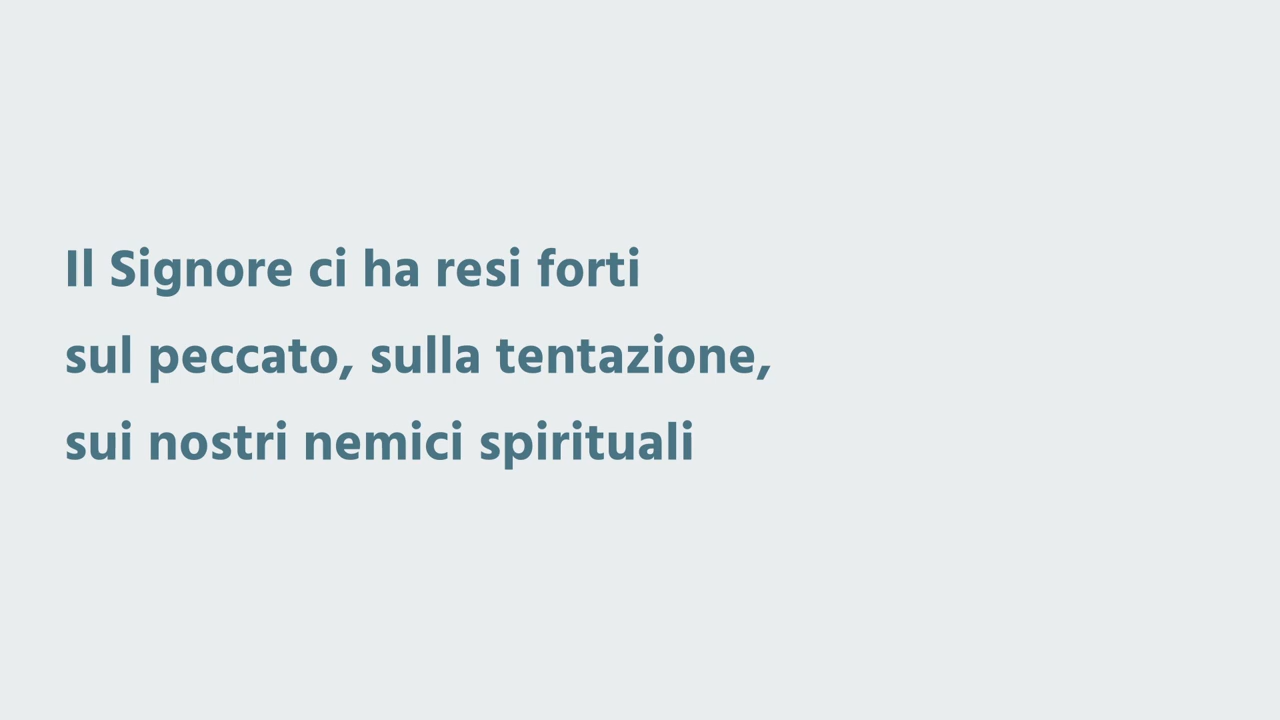 Il Signore ci ha resi forti
sul peccato, sulla tentazione,
sui nostri nemici spirituali